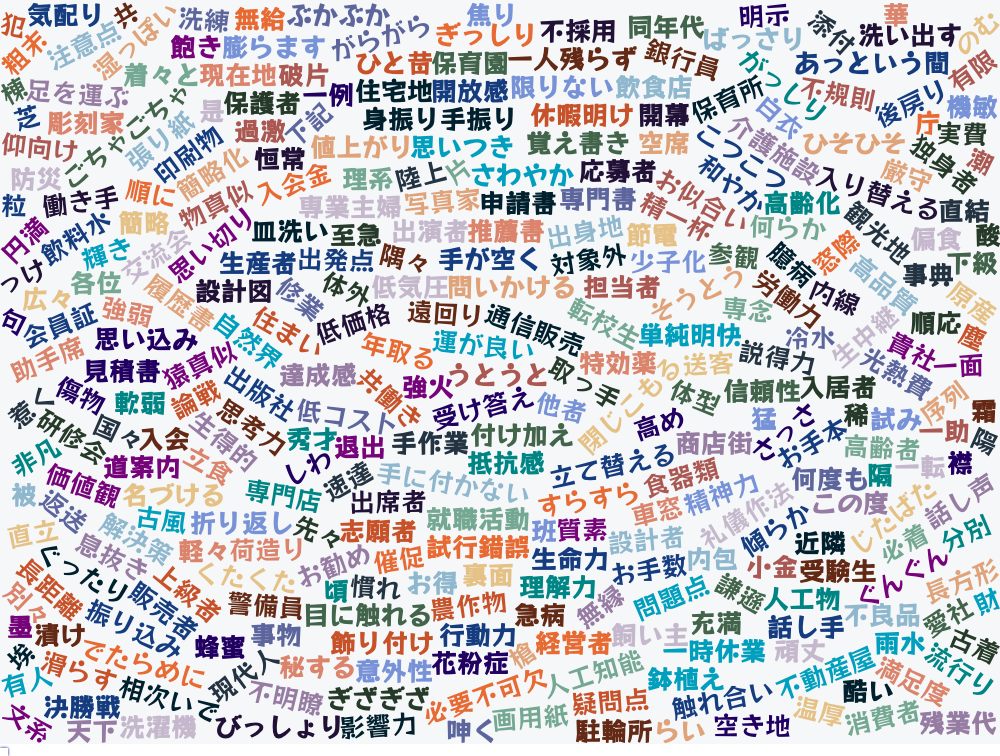 気配り
共
洗練
無給
ぶかぶか
焦り
不採用
同年代
明示
添付
華
洗い出す
のむ
犯
粗末
注意点
湿っぽい
飽き
膨らます
がらがら
ぎっしり
ばっさり
あっという間
有限
棟
足を運ぶ
着々と
現在地
破片
ひと昔
保育園
一人残らず
銀行員
がっしり
不規則
後戻り
機敏
芝
彫刻家
ごちゃごちゃ
是
保護者
一例
住宅地
開放感
限りない
飲食店
保育所
白衣
庁
実費
仰向け
張り紙
印刷物
過激
下記
身振り手振り
休暇明け
開幕
介護施設
ひそひそ
独身者
潮
防災
簡略化
恒常
値上がり
思いつき
覚え書き
空席
こつこつ
和やか
厳守
粒
働き手
順に
物真似
入会金
理系
陸上
片
さわやか
応募者
お似合い
高齢化
入り替える
直結
円満
飲料水
簡略
専業主婦
写真家
申請書
専門書
精一杯
何らか
観光地
偏食
酸
輝き
交流会
思い切り
皿洗い
至急
出演者
推薦書
出身地
節電
参観
臆病
総総
高品質
事典
下級
つけ
各位
生産者
出発点
隅々
手が空く
対象外
少子化
労働力
内線
原産
広々
履歴書
設計図
修業
体外
低気圧
問いかける
担当者
そうとう
専念
冷水
生中継
順応
塵
句
会員証
強弱
自然界
住まい
低価格
遠回り
通信販売
転校生
単純明快
説得力
光熱費
貴社
一面
助手席
思い込み
猿真似
年取る
運が良い
特効薬
送客
見積書
出版社
達成感
共働き
強火
うとうと
取っ手
閉じこもる
体型
信頼性
入居者
序列
霜
惹く
傷物
軟弱
論戦
思考力
低コスト
受け答え
他者
高め
猛
さっさ
稀
試み
一助
陽
研修会
国々
入会
生得的
秀才
退出
手作業
付け加え
商店街
お手本
高齢者
一転
襟
非凡
道案内
立食
しわ
速達
手に付かない
抵抗感
立て替える
食器類
何度も
隔
価値観
名づける
専門店
出席者
すらすら
車窓
精神力
礼儀作法
この度
じたばた
話し声
被
返送
古風
折り返し
先々
志願者
就職活動
班
質素
設計者
傾らか
近隣
必着
分別
直立
解決策
息抜き
軽々
荷造り
お勧め
催促
試行錯誤
生命力
お手数
内包
小金
受験生
ぐんぐん
ぐったり
上級者
くたくた
頃
慣れ
お得
裏面
理解力
問題点
謙遜
人工物
長方形
長距離
販売者
警備員
目に触れる
農作物
急病
無縁
充満
不良品
愛社
財
別々
振り込み
墨
漬け
蜂蜜
事物
飾り付け
行動力
経営者
飼い主
一時休業
話し手
頑丈
雨水
古着
埃
滑らす
でたらめに
現代人
秘する
意外性
花粉症
檜
人工知能
鉢植え
不動産屋
満足度
流行り
有人
決勝戦
相次いで
不明瞭
ぎざぎざ
必要不可欠
疑問点
触れ合い
温厚
酷い
文系
天下
洗濯機
びっしょり
影響力
呻く
画用紙
駐輪所
らい
空き地
消費者
残業代